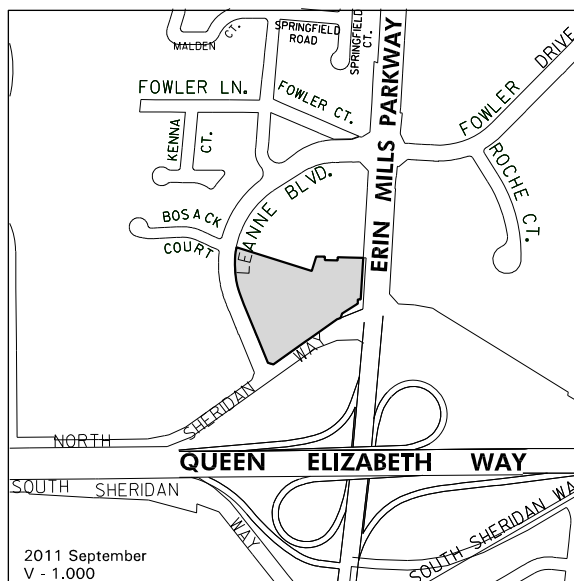 MALDEN CT.
SPRINGFIELD
ROAD
SPRINGFIELD
CT.
ERIN MILLS PARKWAY
FOWLER DRIVE
FOWLER LN.
FOWLER CT.
KENNA
CT.
ROCHE CT.
LEANNE BLVD.
BOSACK
COURT
NORTH SHERIDAN WAY
QUEEN ELIZABETH WAY
SOUTH SHERIDAN WAY
SOUTH SHERIDAN WA
2011 September
V - 1.000